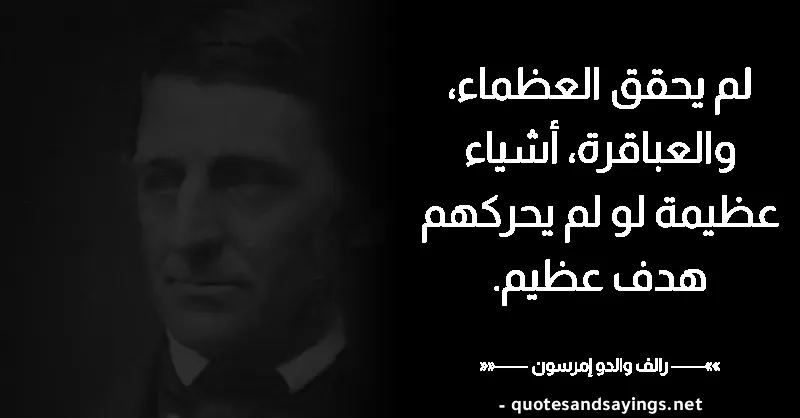 لم يحقق العظماء،
والعباقرة، أشياء
عظيمة لو لم يحركهم
هدف عظيم.
»»—— رالف والدو إمرسون ——««
- quotesandsayings.net